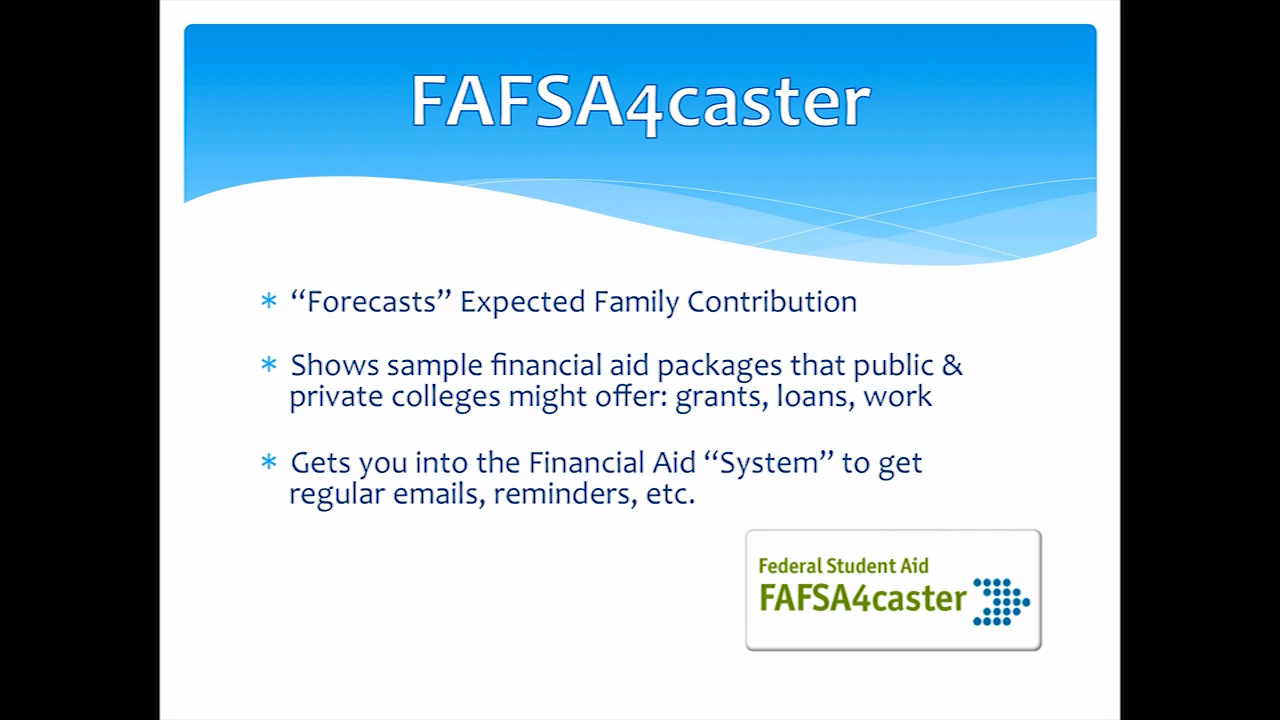 FAFSA4caster
* “Forecasts” Expected Family Contribution
* Shows sample financial aid packages that public &
private colleges might offer: grants, loans, work
* Gets you into the Financial Aid “System” to get
regular emails, reminders, etc.
Federal Student Aid
FAFSA4caster